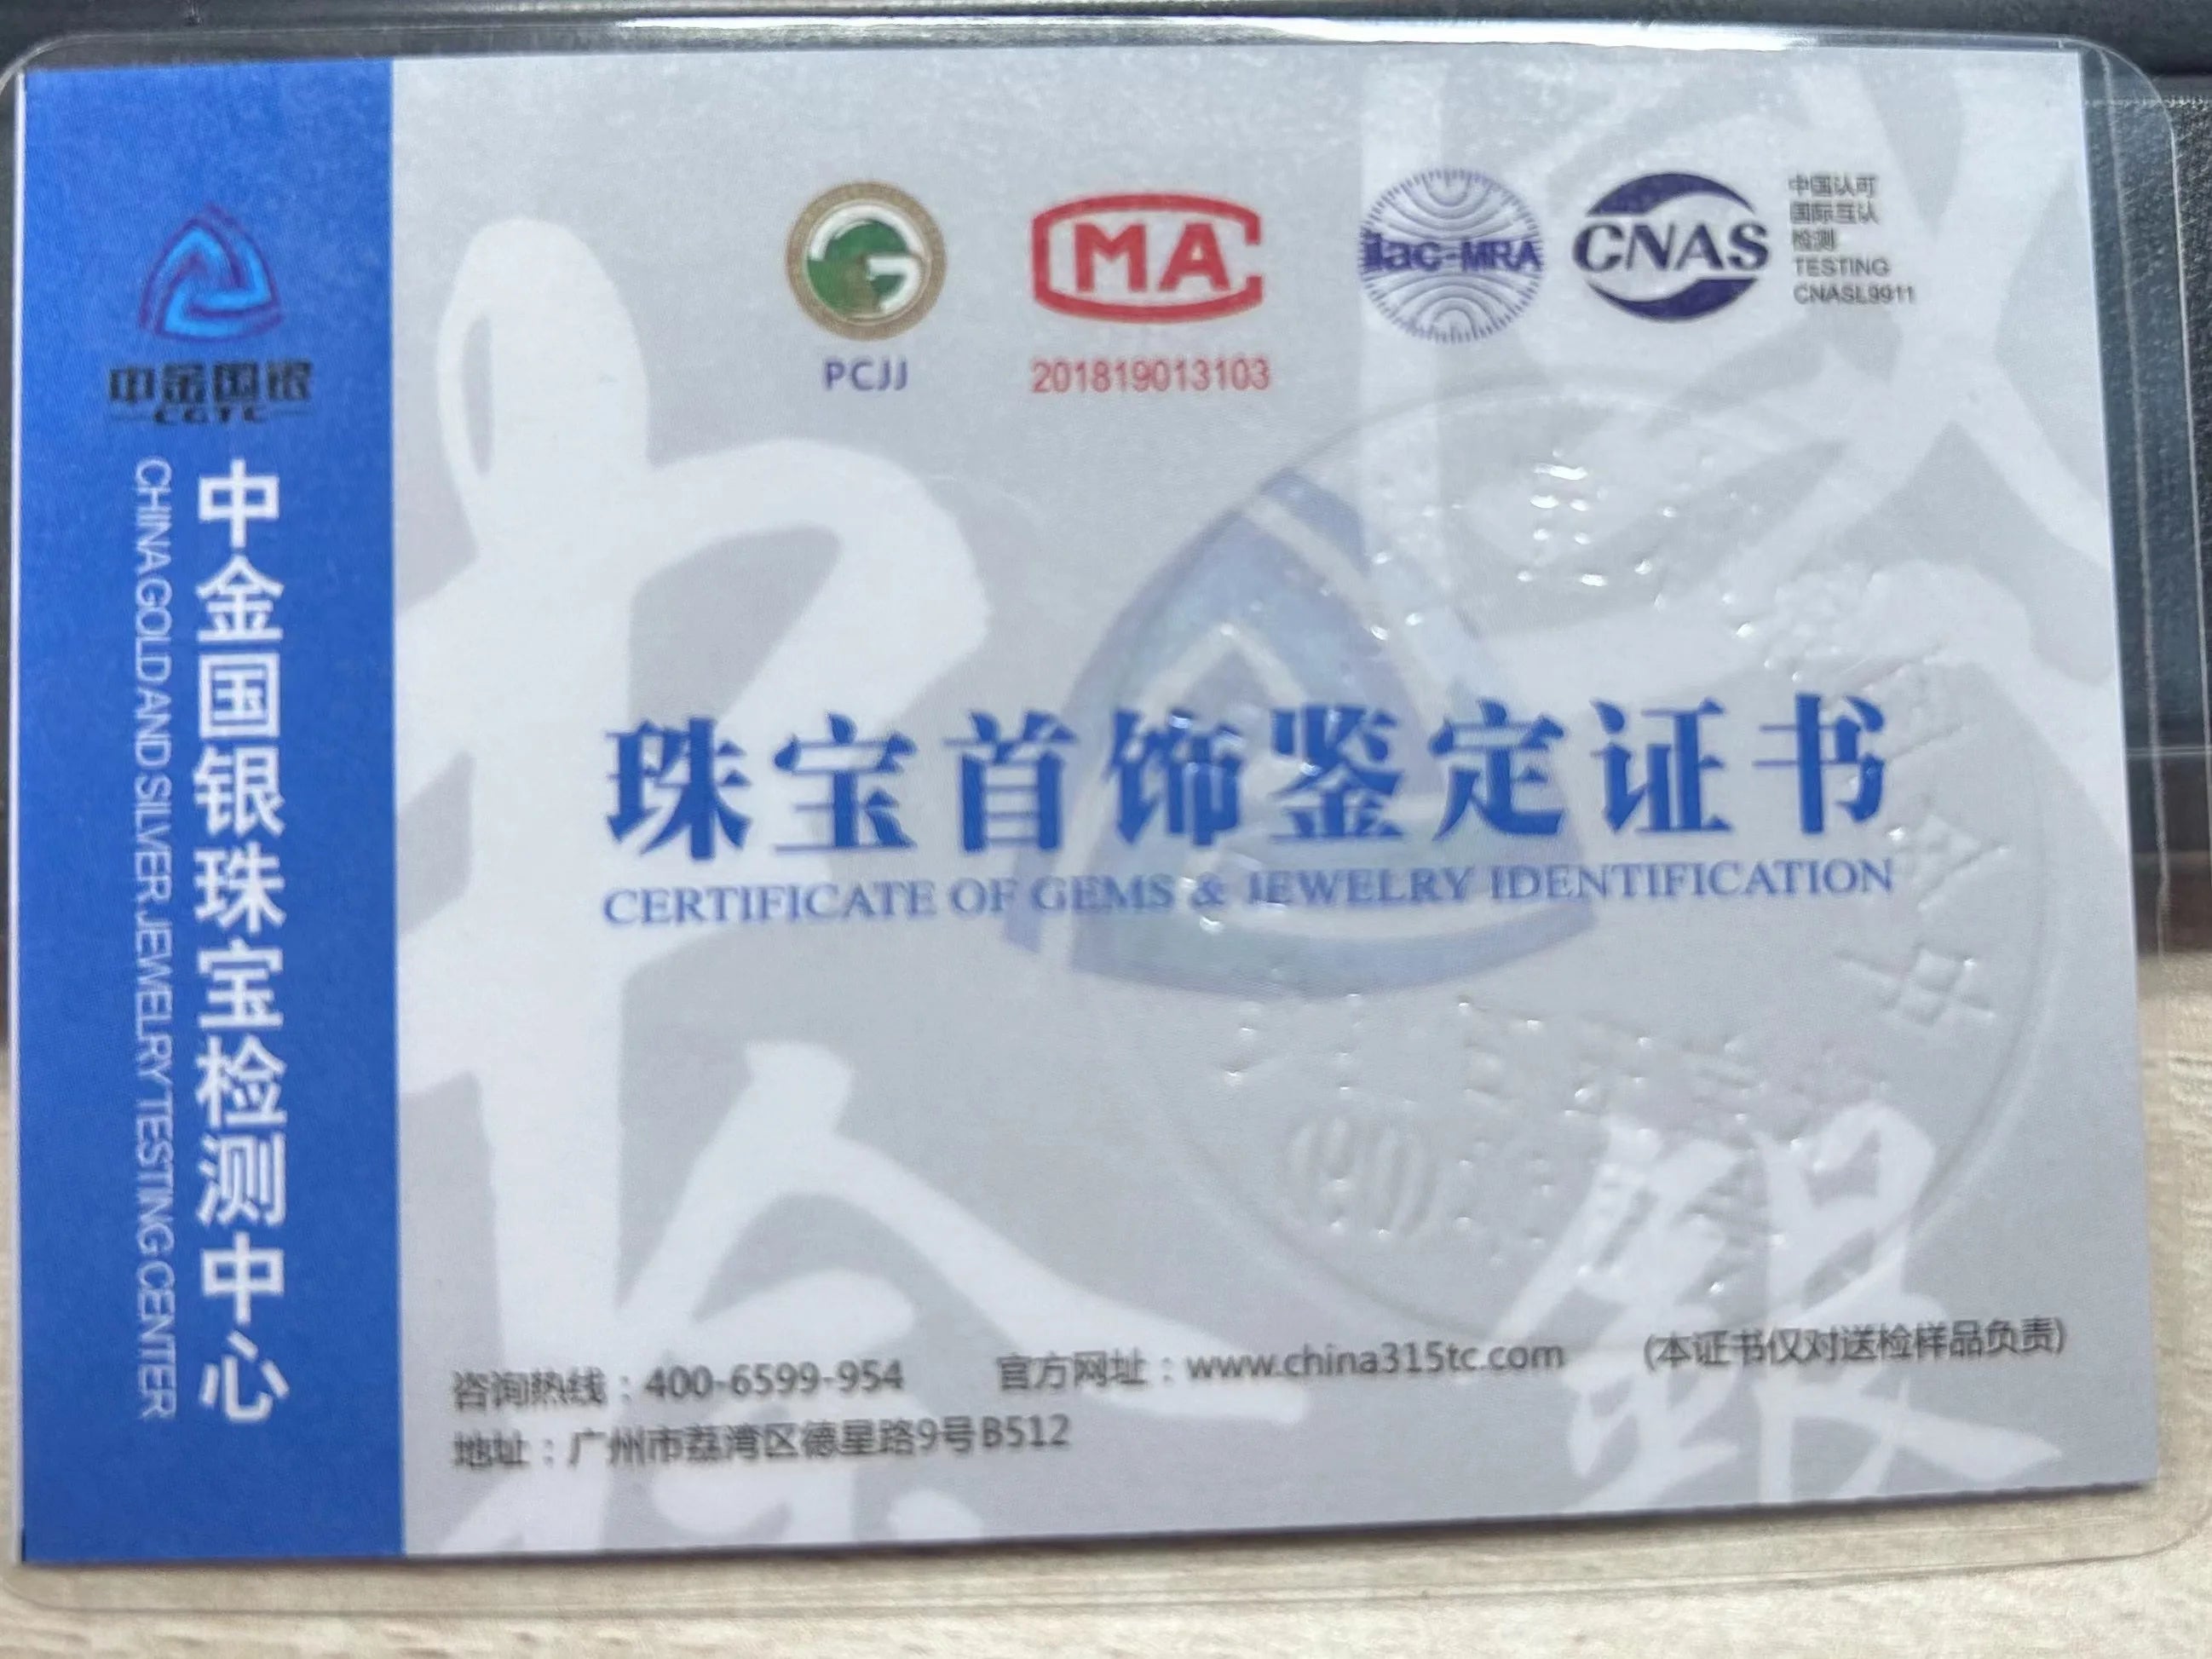 中金国银
CGTC
中金国银珠宝检测中心
CHINA GOLD AND SILVER JEWELRY TESTING CENTER
PCJJ
MA
201819013103
ilac-MRA
CNAS
中国认可
国际互认
检测
TESTING
CNASL9911
珠宝首饰鉴定证书
CERTIFICATE OF GEMS & JEWELRY IDENTIFICATION
咨询热线：400-6599-954 官方网址：www.china315tc.com (本证书仅对送检样品负责)
地址：广州市荔湾区德星路9号B512